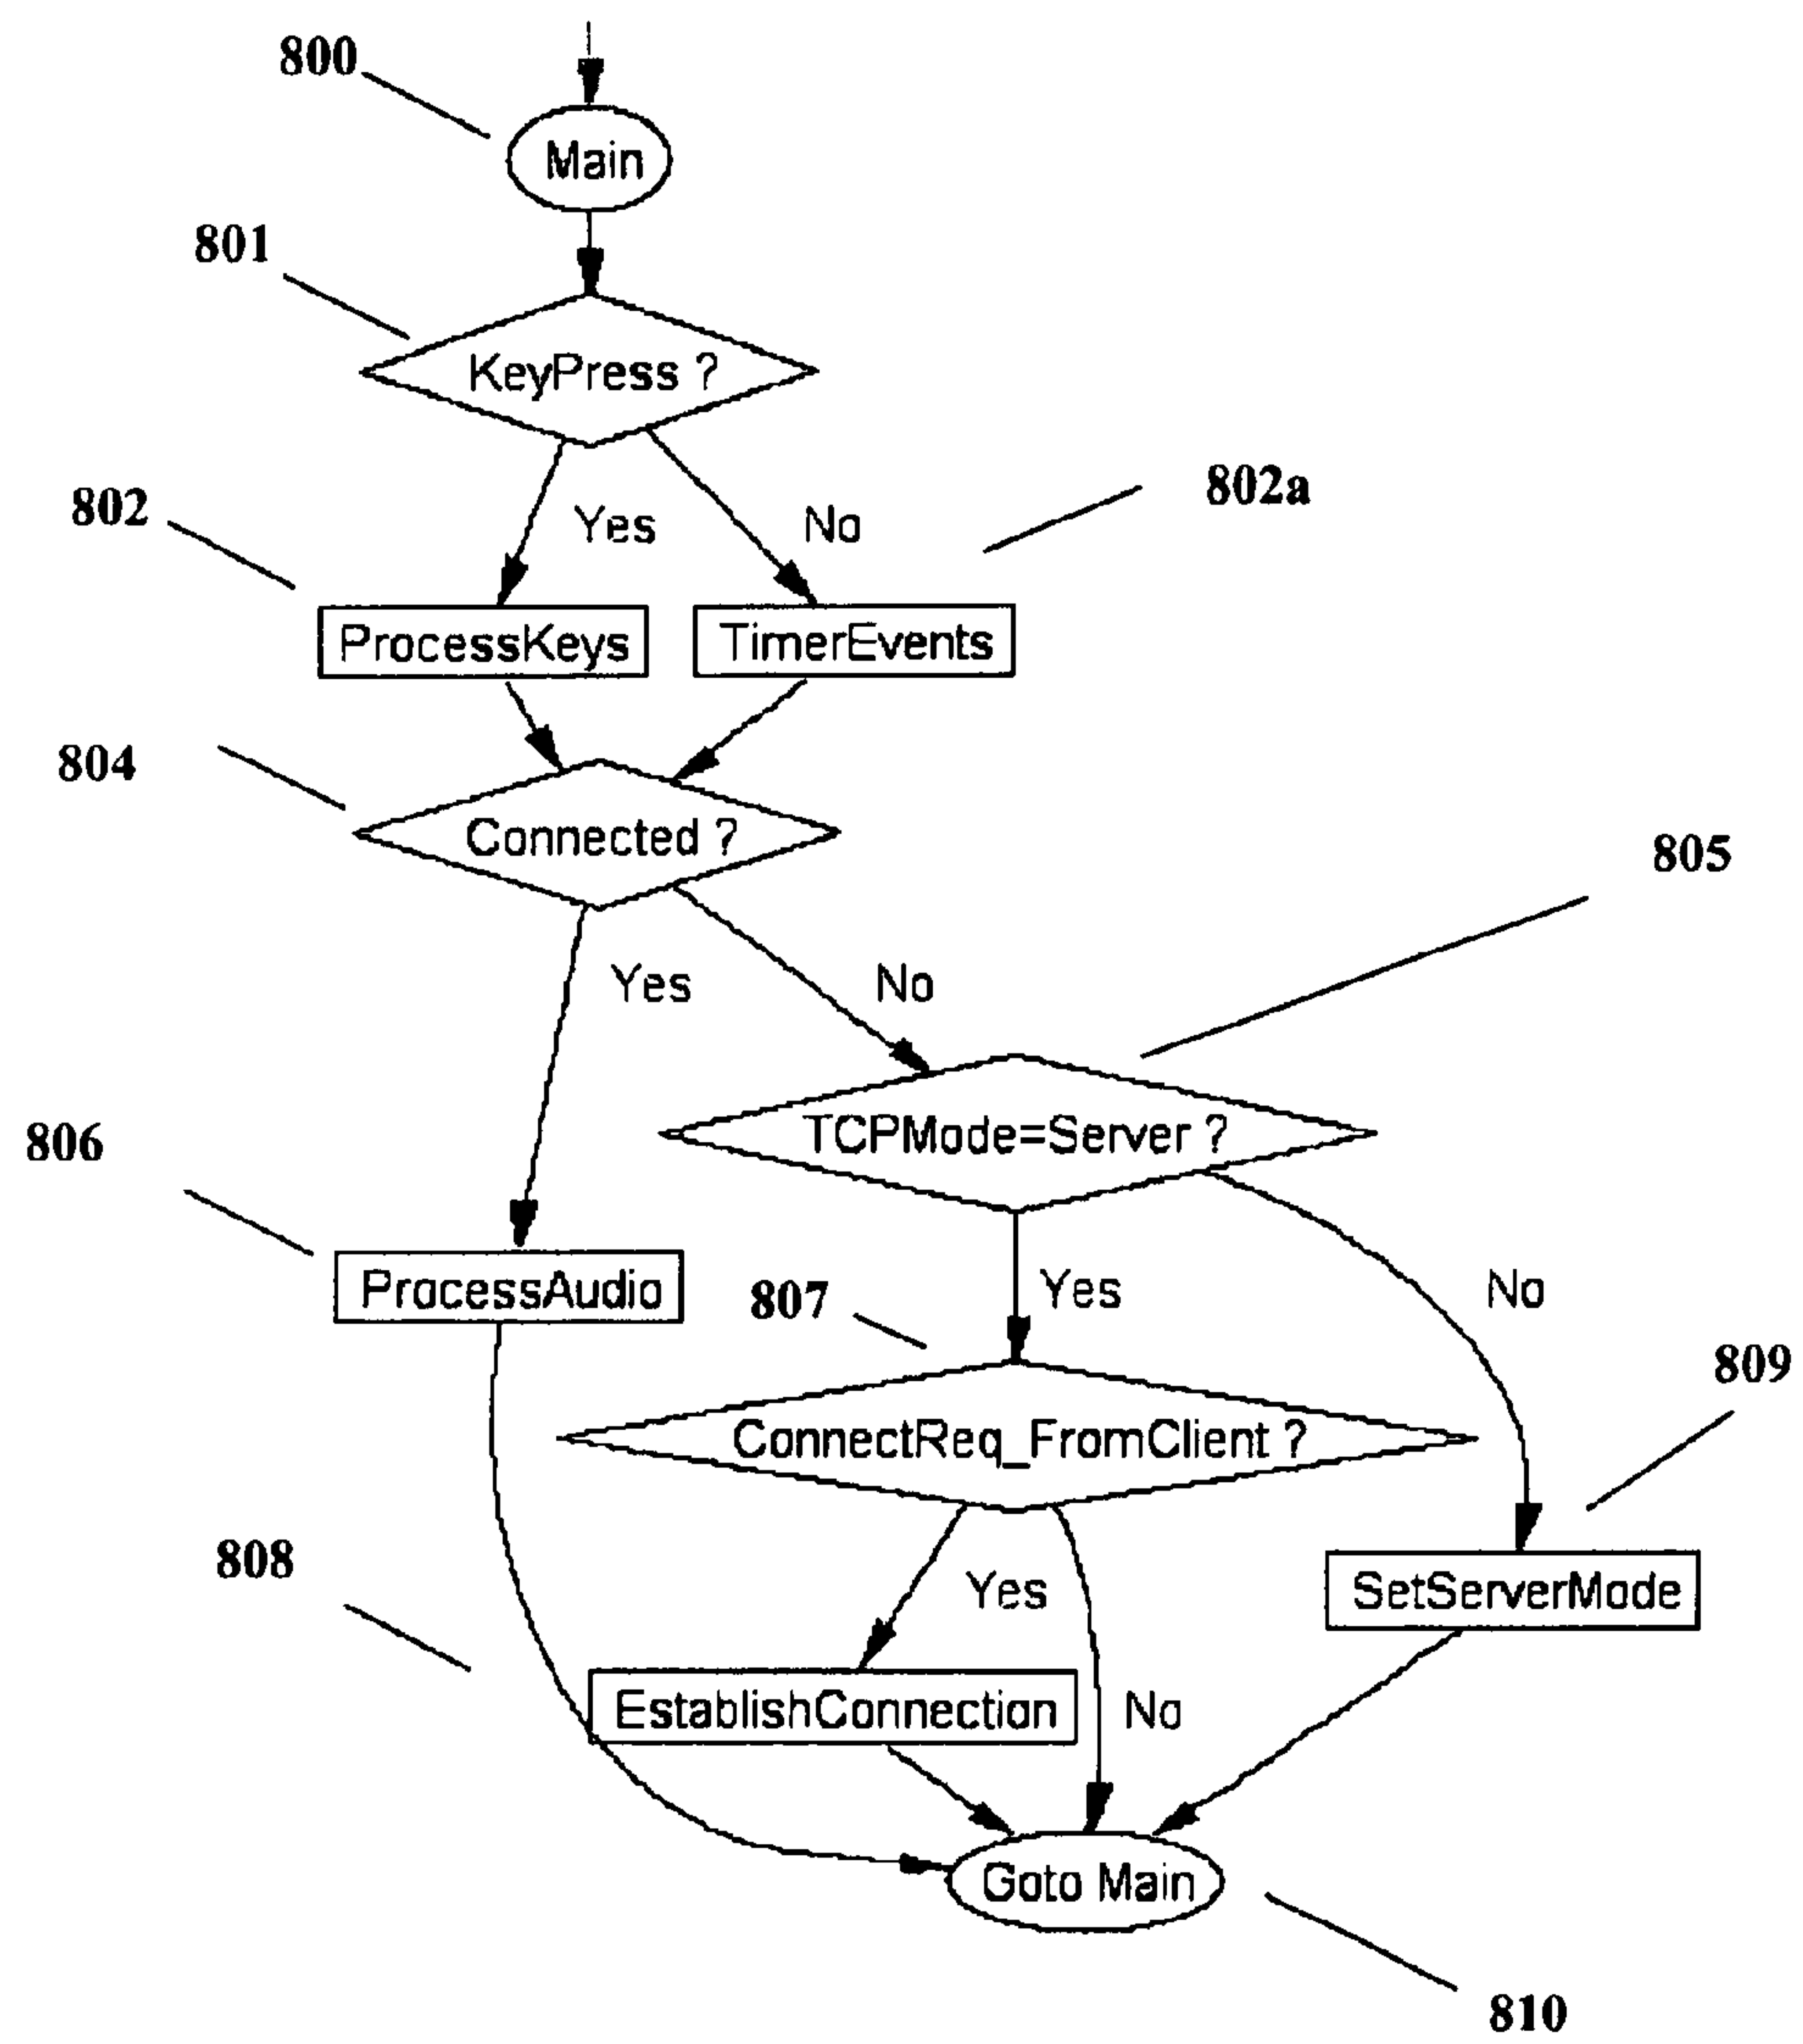 800
Main
801
KeyPress ?
802
Yes
No
802a
ProcessKeys
TimerEvents
804
Connected ?
805
Yes
No
806
TCPMode=Server ?
ProcessAudio
807
Yes
No
809
ConnectReq_FromClient ?
808
Yes
SetServerMode
EstablishConnection
No
Goto Main
810